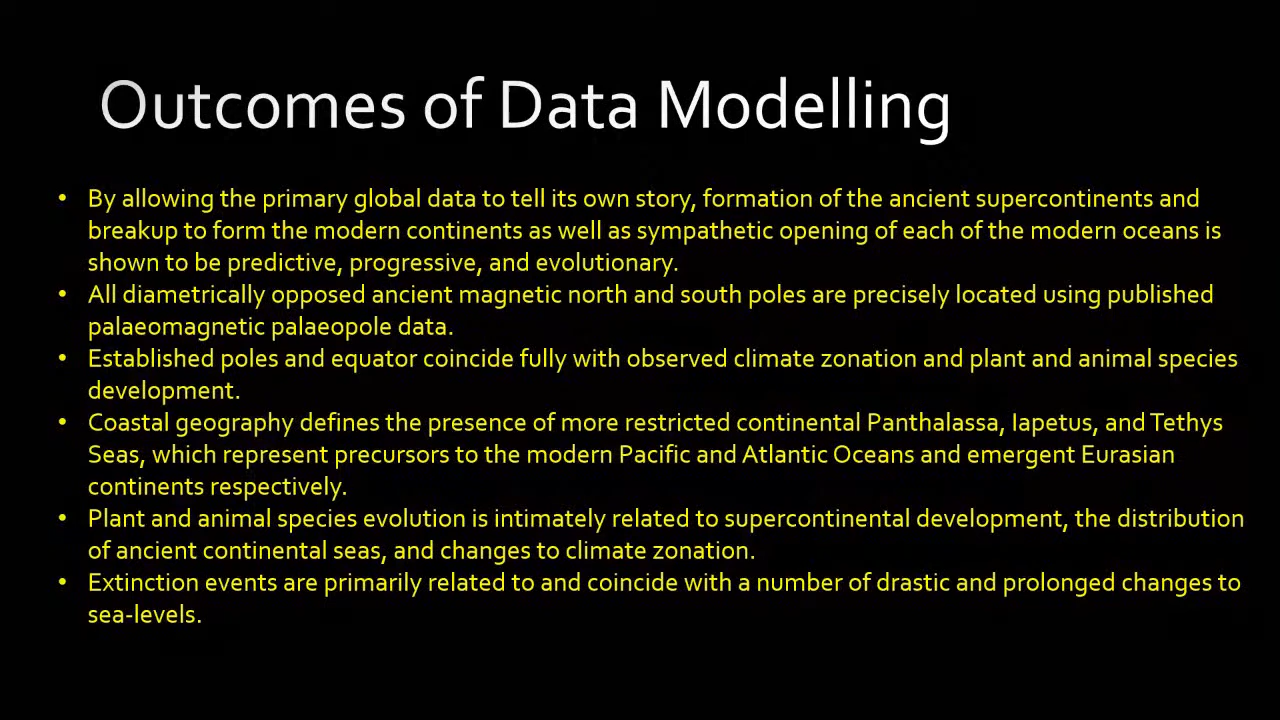 Outcomes of Data Modelling
• By allowing the primary global data to tell its own story, formation of the ancient supercontinents and
breakup to form the modern continents as well as sympathetic opening of each of the modern oceans is
shown to be predictive, progressive, and evolutionary.
• All diametrically opposed ancient magnetic north and south poles are precisely located using published
palaeomagnetic palaeopole data.
• Established poles and equator coincide fully with observed climate zonation and plant and animal species
development.
• Coastal geography defines the presence of more restricted continental Panthalassa, Iapetus, and Tethys
Seas, which represent precursors to the modern Pacific and Atlantic Oceans and emergent Eurasian
continents respectively.
• Plant and animal species evolution is intimately related to supercontinental development, the distribution
of ancient continental seas, and changes to climate zonation.
• Extinction events are primarily related to and coincide with a number of drastic and prolonged changes to
sea-levels.